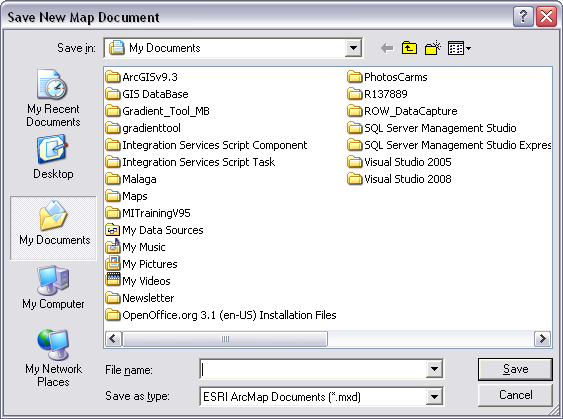 Save New Map Document
Save in:
My Documents
My Recent
Documents
Desktop
My Documents
My Computer
My Network
Places
ArcGISv9.3
GIS DataBase
Gradient_Tool_MB
gradienttool
Integration Services Script Component
Integration Services Script Task
Malaga
Maps
MITrainingV95
My Data Sources
My Music
My Pictures
My Videos
Newsletter
OpenOffice.org 3.1 (en-US) Installation Files
PhotosCarms
R137889
ROW_DataCapture
SQL Server Management Studio
SQL Server Management Studio Expres
Visual Studio 2005
Visual Studio 2008
File name:
Save
Save as type:
ESRI ArcMap Documents (*.mxd)
Cancel